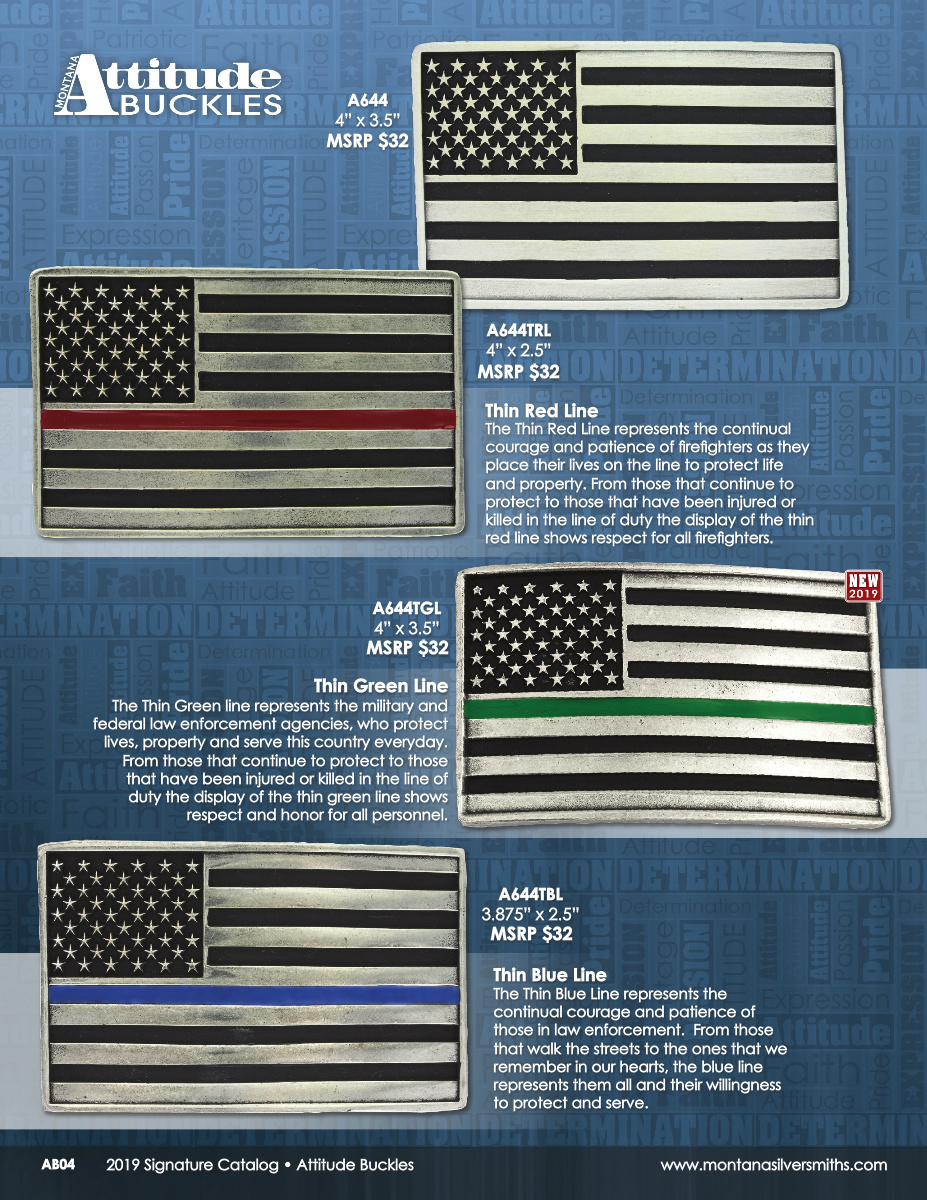 MONTANA
Attitude
BUCKLES
A644
4” x 3.5”
MSRP $32
A644TRL
4” x 2.5”
MSRP $32
Thin Red Line
The Thin Red Line represents the continual
courage and patience of firefighters as they
place their lives on the line to protect life
and property. From those that continue to
protect to those that have been injured or
killed in the line of duty the display of the thin
red line shows respect for all firefighters.
NEW
2019
A644TGL
4” x 3.5”
MSRP $32
Thin Green Line
The Thin Green line represents the military and
federal law enforcement agencies, who protect
lives, property and serve this country everyday.
From those that continue to protect to those
that have been injured or killed in the line of
duty the display of the thin green line shows
respect and honor for all personnel.
A644TBL
3.875” x 2.5”
MSRP $32
Thin Blue Line
The Thin Blue Line represents the
continual courage and patience of
those in law enforcement.  From those
that walk the streets to the ones that we
remember in our hearts, the blue line
represents them all and their willingness
to protect and serve.
AB04 2019 Signature Catalog • Attitude Buckles www.montanasilversmiths.com